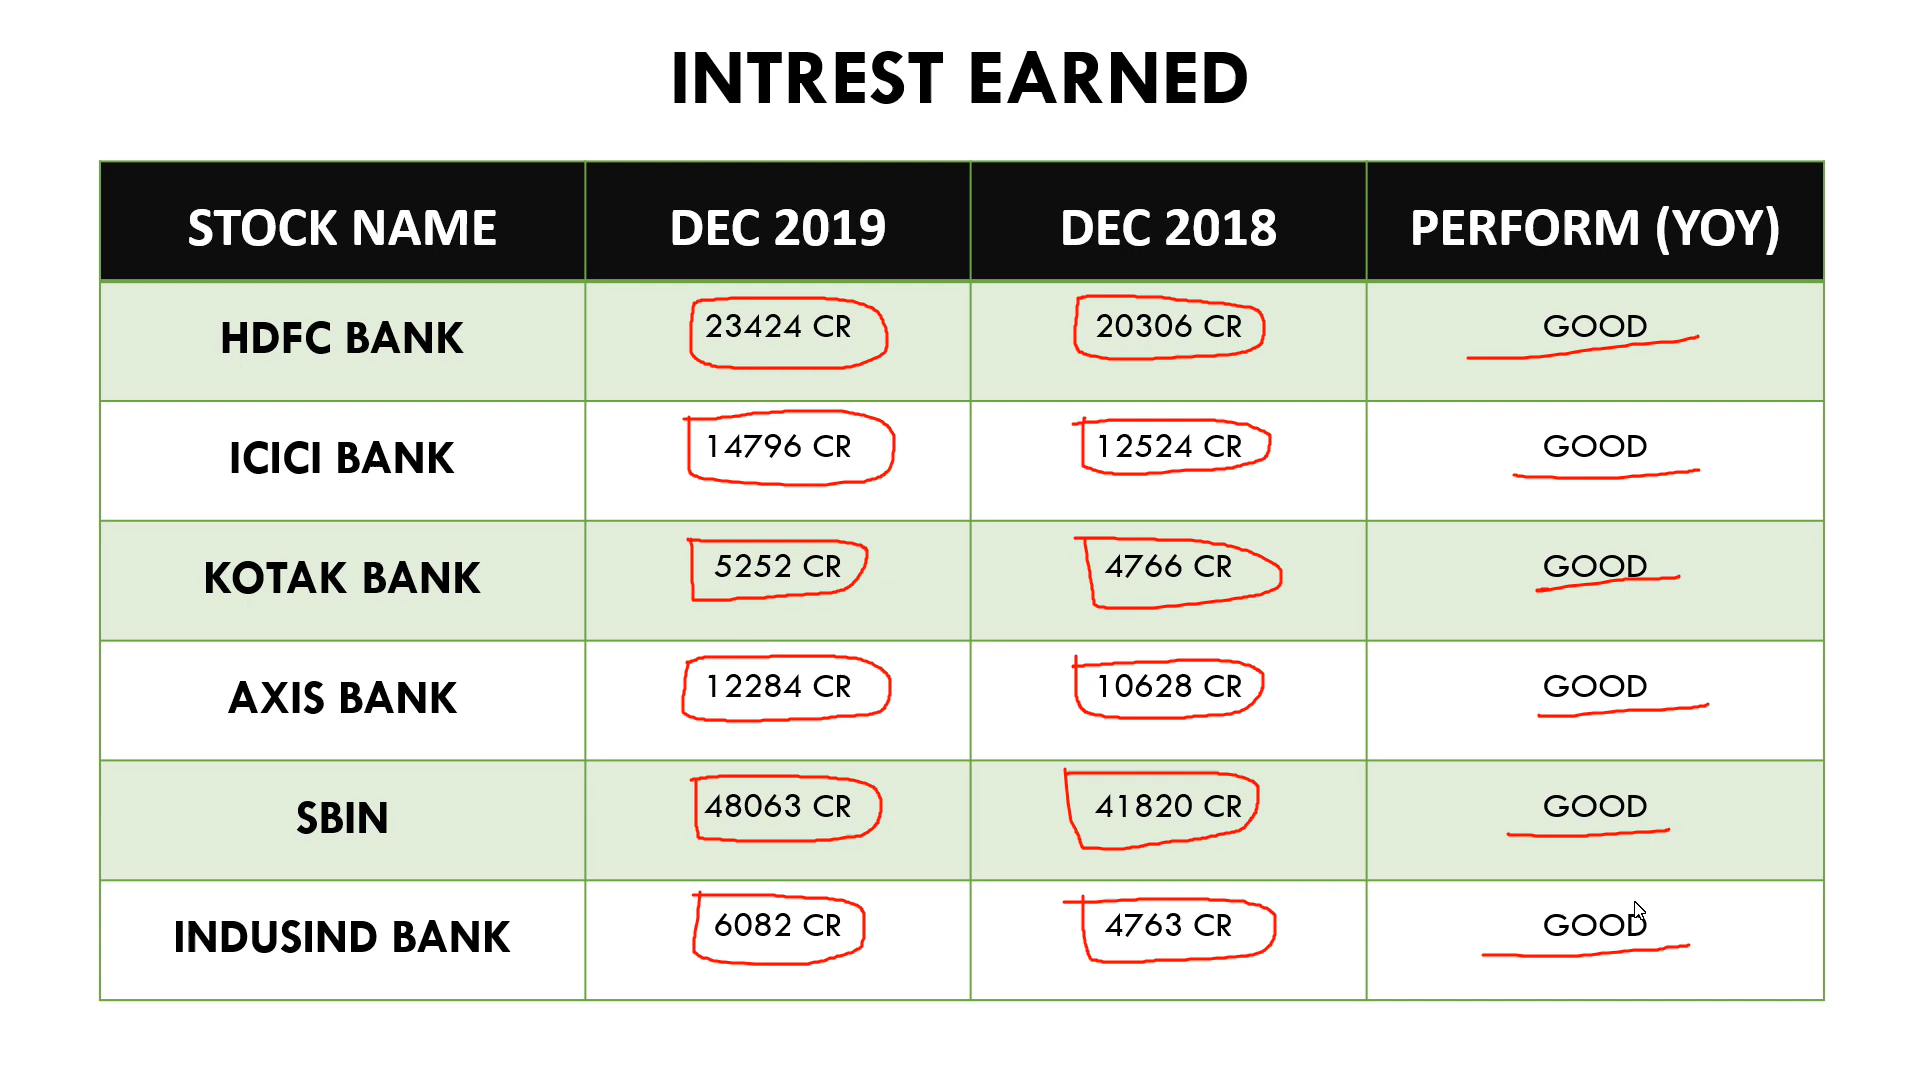 INTREST EARNED
STOCK NAME DEC 2019 DEC 2018 PERFORM (YOY)
HDFC BANK 23424 CR 20306 CR GOOD
ICICI BANK 14796 CR 12524 CR GOOD
KOTAK BANK 5252 CR 4766 CR GOOD
AXIS BANK 12284 CR 10628 CR GOOD
SBIN 48063 CR 41820 CR GOOD
INDUSIND BANK 6082 CR 4763 CR GOOD